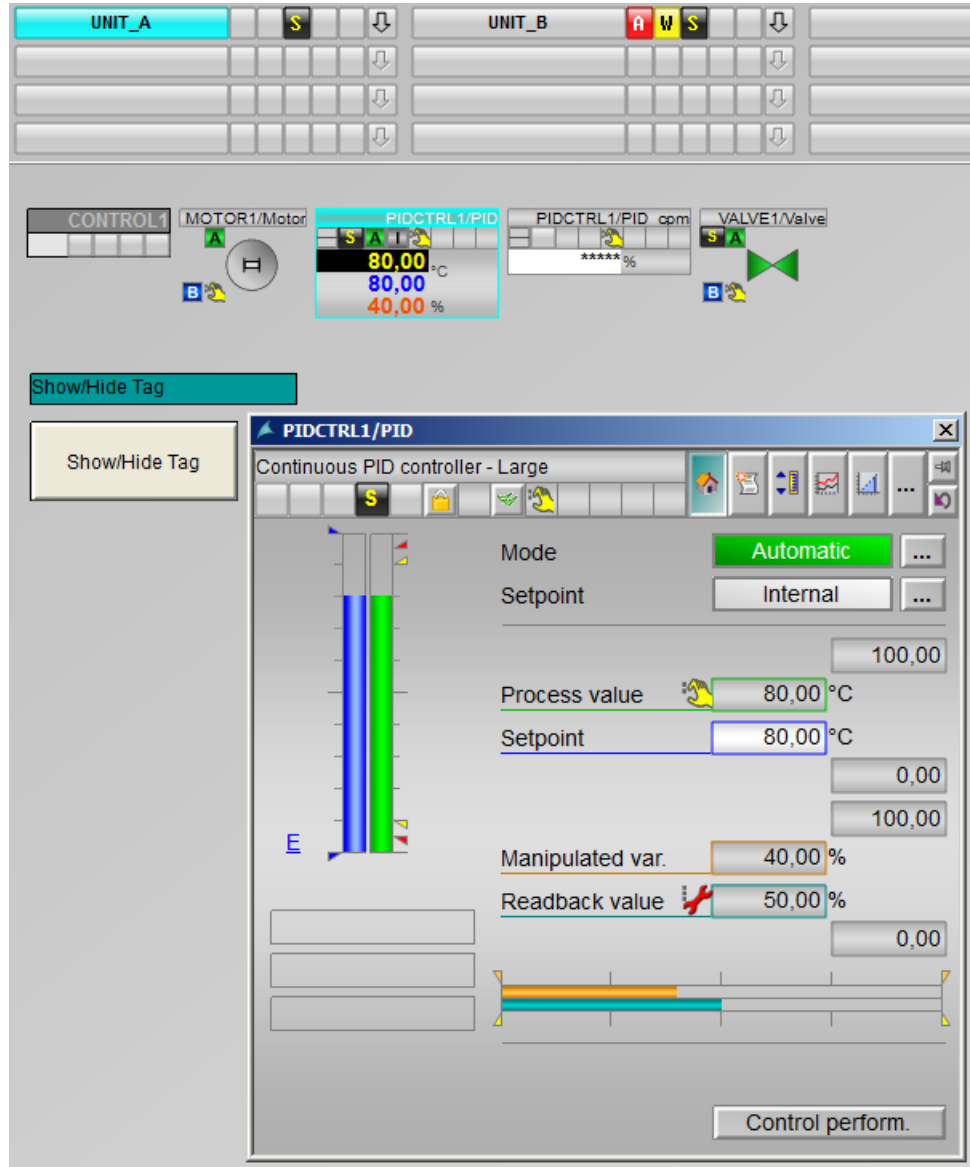 UNIT_A S UNIT_B A W S
CONTROL1 MOTOR1/Motor PIDCTRL1/PID PIDCTRL1/PID cpm VALVE1/Valve
A S A I S A
80,00 °C ***** %
80,00
B B
40,00 %
Show/Hide Tag
Show/Hide Tag
PIDCTRL1/PID
Continuous PID controller - Large
S ...
Mode Automatic ...
Setpoint Internal ...
100,00
Process value 80,00 °C
Setpoint 80,00 °C
0,00
100,00
E
Manipulated var. 40,00 %
Readback value 50,00 %
0,00
Control perform.